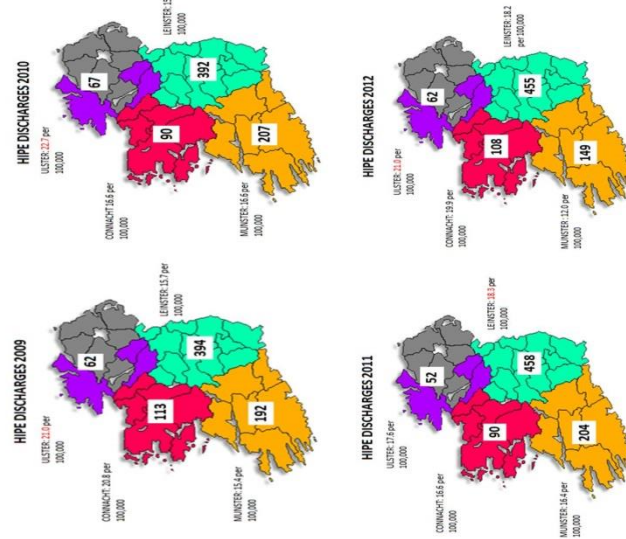 HIPE DISCHARGES 2009
ULSTER: 21.0 per
100,000
62
CONNACHT: 20.8 per
100,000
113
LEINSTER: 15.7 per
100,000
394
MUNSTER: 15.4 per
100,000
192
HIPE DISCHARGES 2010
ULSTER: 22.7 per
100,000
67
CONNACHT 16.6 per
100,000
90
LEINSTER: 
392
MUNSTER: 16.6 per
100,000
207
HIPE DISCHARGES 2011
ULSTER: 17.6 per
100,000
52
CONNACHT: 16.6 per
100,000
90
LEINSTER: 18.3 per
100,000
458
MUNSTER: 16.4 per
100,000
204
HIPE DISCHARGES 2012
ULSTER: 21.0 per
100,000
62
CONNACHT: 19.9 per
100,000
108
LEINSTER: 18.2
per 100,000
455
MUNSTER: 12.0 per
100,000
149